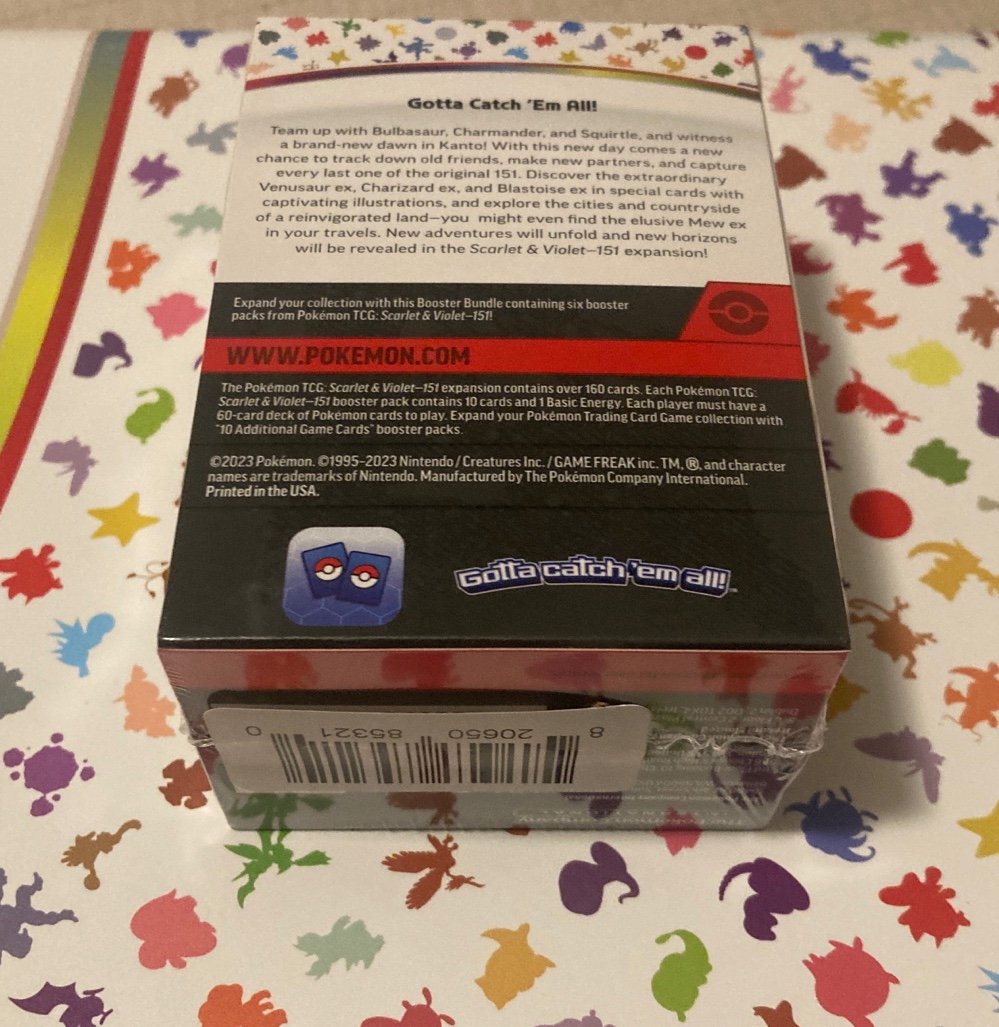 Gotta Catch 'Em All!
Team up with Bulbasaur, Charmander, and Squirtle, and witness
a brand-new dawn in Kanto! With this new day comes a new
chance to track down old friends, make new partners, and capture
every last one of the original 151. Discover the extraordinary
Venusaur ex, Charizard ex, and Blastoise ex in special cards with
captivating illustrations, and explore the cities and countryside
of a reinvigorated land—you might even find the elusive Mew ex
in your travels. New adventures will unfold and new horizons
will be revealed in the Scarlet & Violet—151 expansion!
Expand your collection with this Booster Bundle containing six booster
packs from Pokémon TCG: Scarlet & Violet—151!
WWW.POKEMON.COM
The Pokémon TCG: Scarlet & Violet—151 expansion contains over 160 cards. Each Pokémon TCG:
Scarlet & Violet—151 booster pack contains 10 cards and 1 Basic Energy. Each player must have a
60-card deck of Pokémon cards to play. Expand your Pokémon Trading Card Game collection with
"10 Additional Game Cards" booster packs.
©2023 Pokémon. ©1995-2023 Nintendo / Creatures Inc. / GAME FREAK inc. TM, ®, and character
names are trademarks of Nintendo. Manufactured by The Pokémon Company International.
Printed in the USA.
Gotta catch 'em all!
8 20650 85321 0